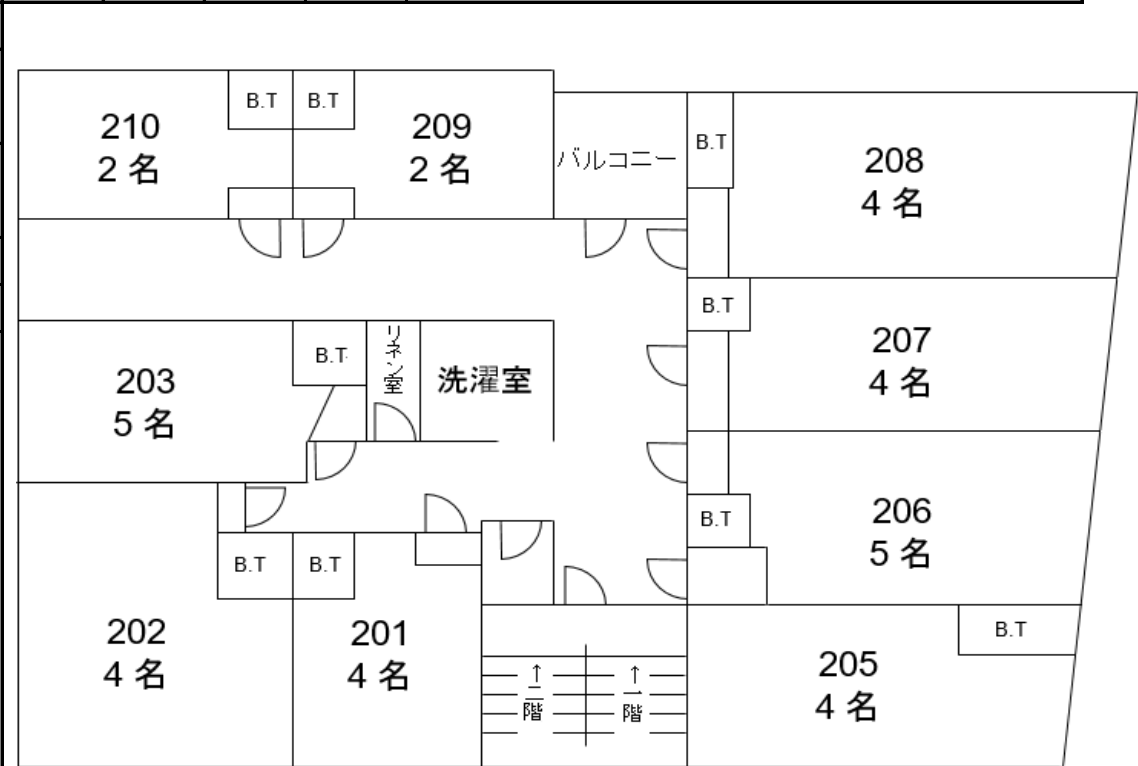 210
2 名
B.T
B.T
209
2 名
バルコニー
B.T
208
4 名
203
5 名
B.T
リネン室
洗濯室
B.T
207
4 名
B.T
206
5 名
B.T
B.T
202
4 名
201
4 名
↑二階
↑一階
205
4 名
B.T